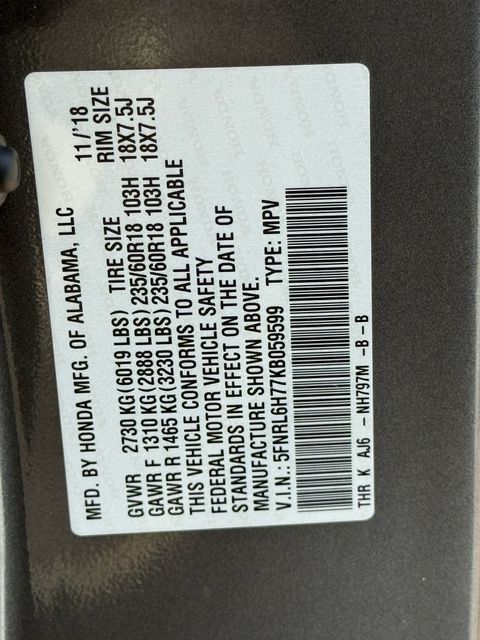 MFD. BY HONDA MFG. OF ALABAMA, LLC 11/'18
GVWR 2730 KG (6019 LBS) TIRE SIZE RIM SIZE
GAWR F 1310 KG (2888 LBS) 235/60R18 103H 18X7.5J
GAWR R 1465 KG (3230 LBS) 235/60R18 103H 18X7.5J
THIS VEHICLE CONFORMS TO ALL APPLICABLE
FEDERAL MOTOR VEHICLE SAFETY
STANDARDS IN EFFECT ON THE DATE OF
MANUFACTURE SHOWN ABOVE.
V.I.N.: 5FNRL6H77KB059599 TYPE: MPV
THR K AJ6 - NH797M -B -B